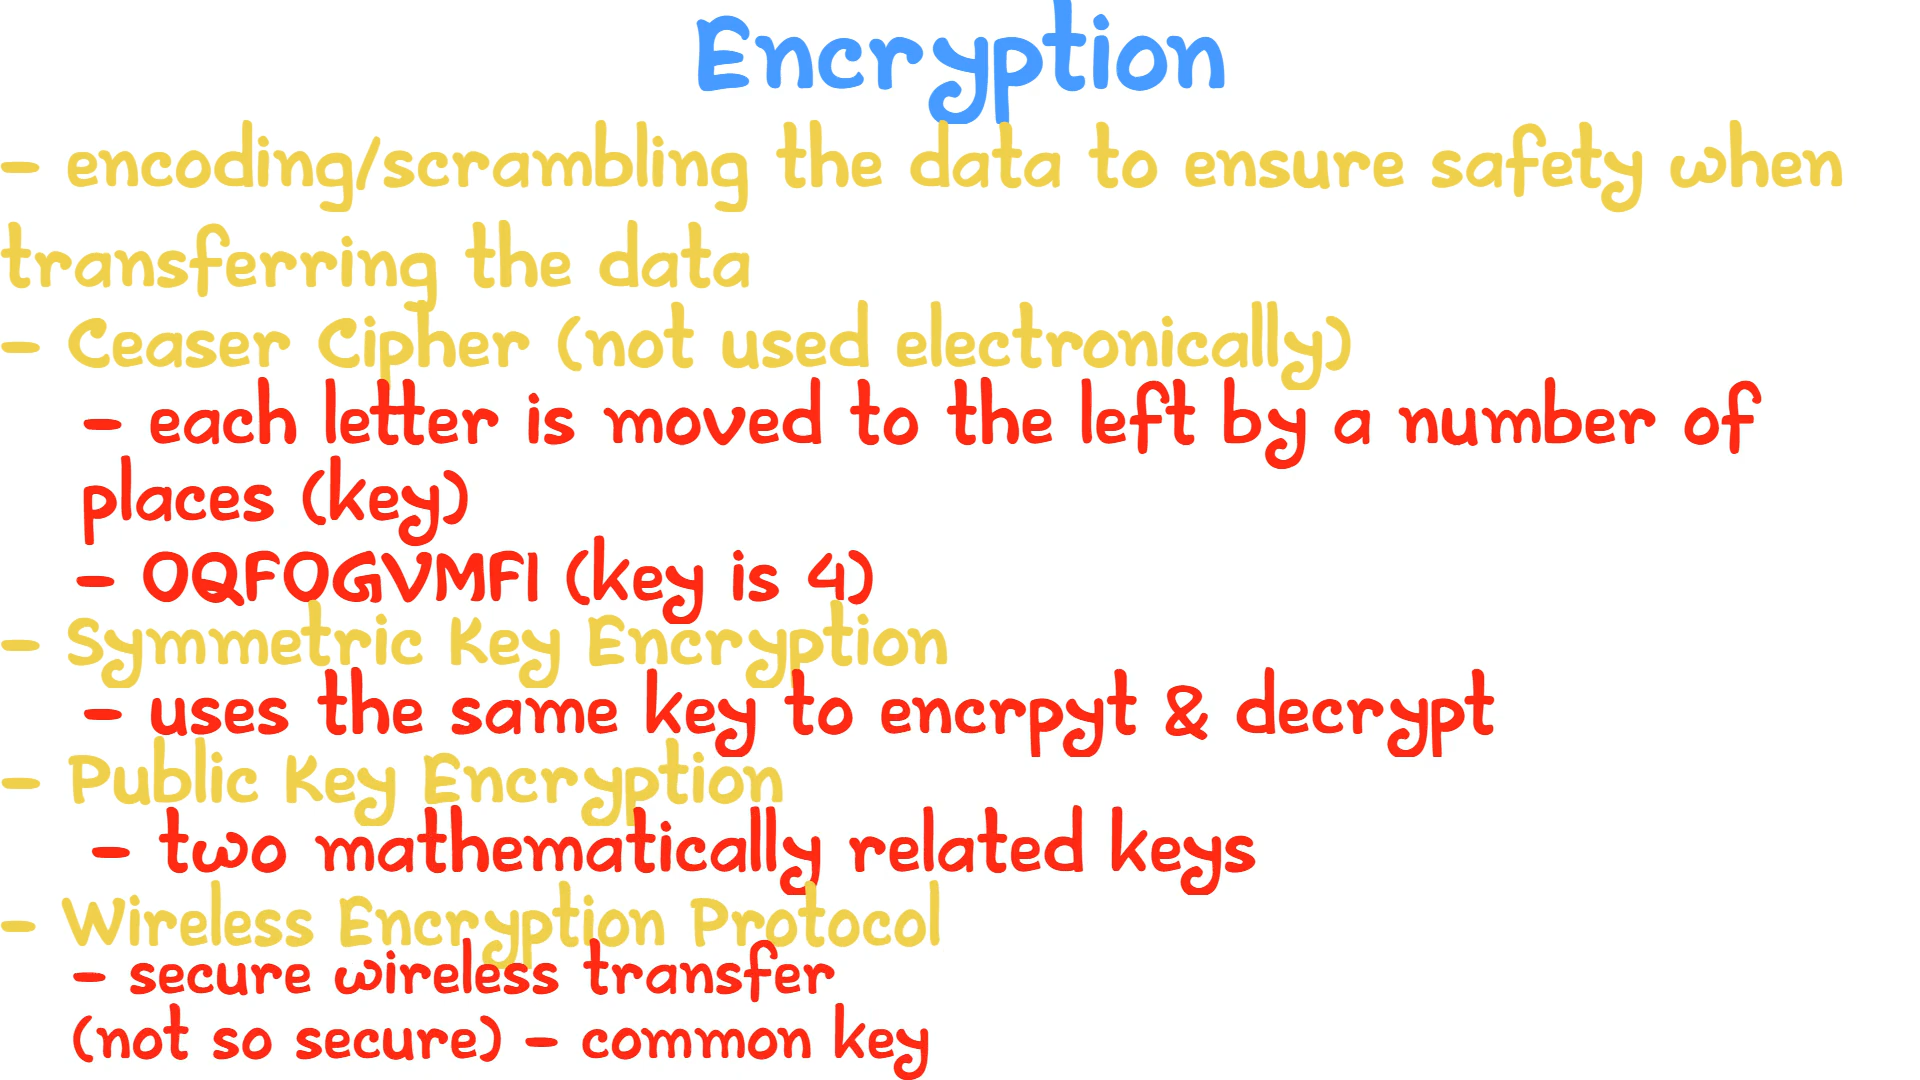 Encryption
- encoding/scrambling the data to ensure safety when
transferring the data
- Ceaser Cipher (not used electronically)
- each letter is moved to the left by a number of
places (key)
- OQFOGVMFI (key is 4)
- Symmetric Key Encryption
- uses the same key to encrpyt & decrypt
- Public Key Encryption
- two mathematically related keys
- Wireless Encryption Protocol
- secure wireless transfer
(not so secure) - common key